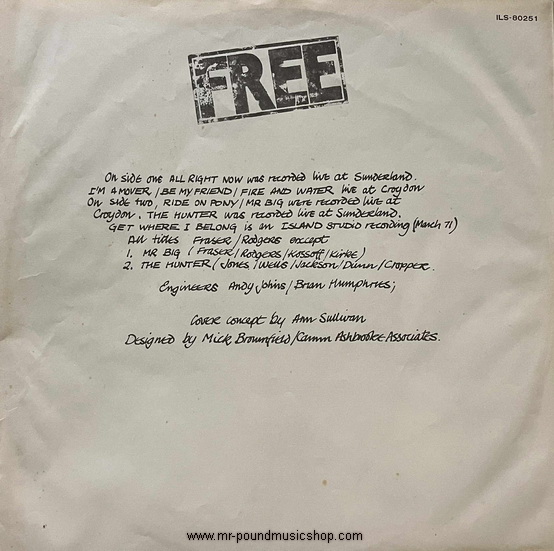 ILS-80251
FREE
On side one ALL RIGHT NOW was recorded live at Sunderland.
I'M A MOVER / BE MY FRIEND / FIRE AND WATER live at Croydon
On side two, RIDE ON PONY / MR BIG were recorded live at
Croydon. THE HUNTER was recorded live at Sunderland.
GET WHERE I BELONG is an ISLAND STUDIO recording (March 71)
All titles Fraser / Rodgers except
1. MR BIG (Fraser / Rodgers / Kossoff / Kirke)
2. THE HUNTER (Jones / Wells / Jackson / Dunn / Cropper.
Engineers Andy Johns / Brian Humphries;
Cover concept by Ann Sullivan
Designed by Mick Brownfield / Camm Ashbrooke Associates.
www.mr-poundmusicshop.com